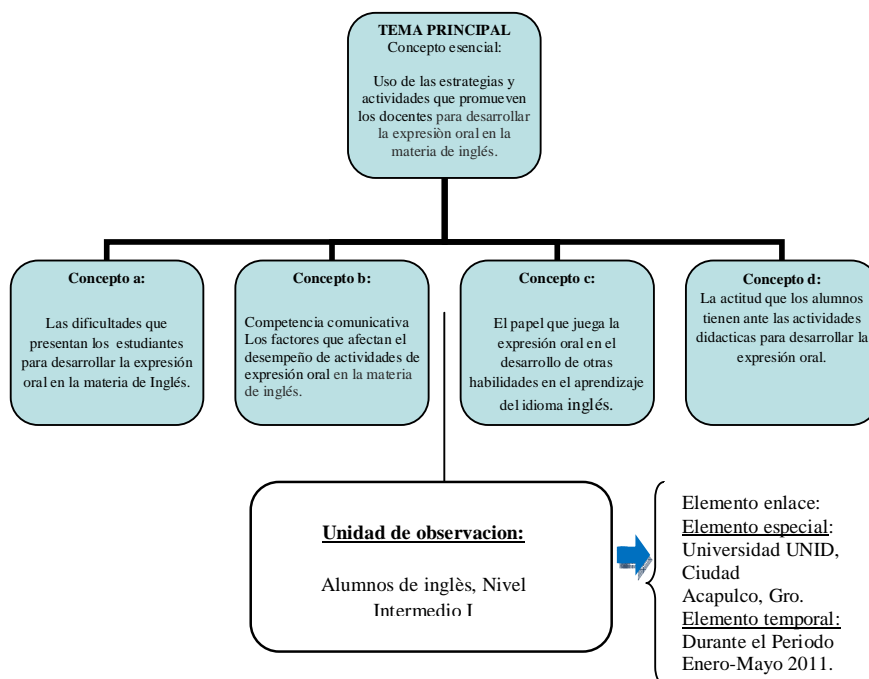 TEMA PRINCIPAL
Concepto esencial:
Uso de las estrategias y
actividades que promueven
los docentes para desarrollar
la expresiòn oral en la
materia de inglés.
Concepto a:
Las dificultades que
presentan los estudiantes
para desarrollar la expresión
oral en la materia de Inglés.
Concepto b:
Competencia comunicativa
Los factores que afectan el
desempeño de actividades de
expresión oral en la materia
de inglés.
Concepto c:
El papel que juega la
expresión oral en el
desarrollo de otras
habilidades en el aprendizaje
del idioma inglés.
Concepto d:
La actitud que los alumnos
tienen ante las actividades
didacticas para desarrollar la
expresión oral.
Unidad de observacion:
Alumnos de inglès, Nivel
Intermedio I
Elemento enlace:
Elemento especial:
Universidad UNID,
Ciudad
Acapulco, Gro.
Elemento temporal:
Durante el Periodo
Enero-Mayo 2011.